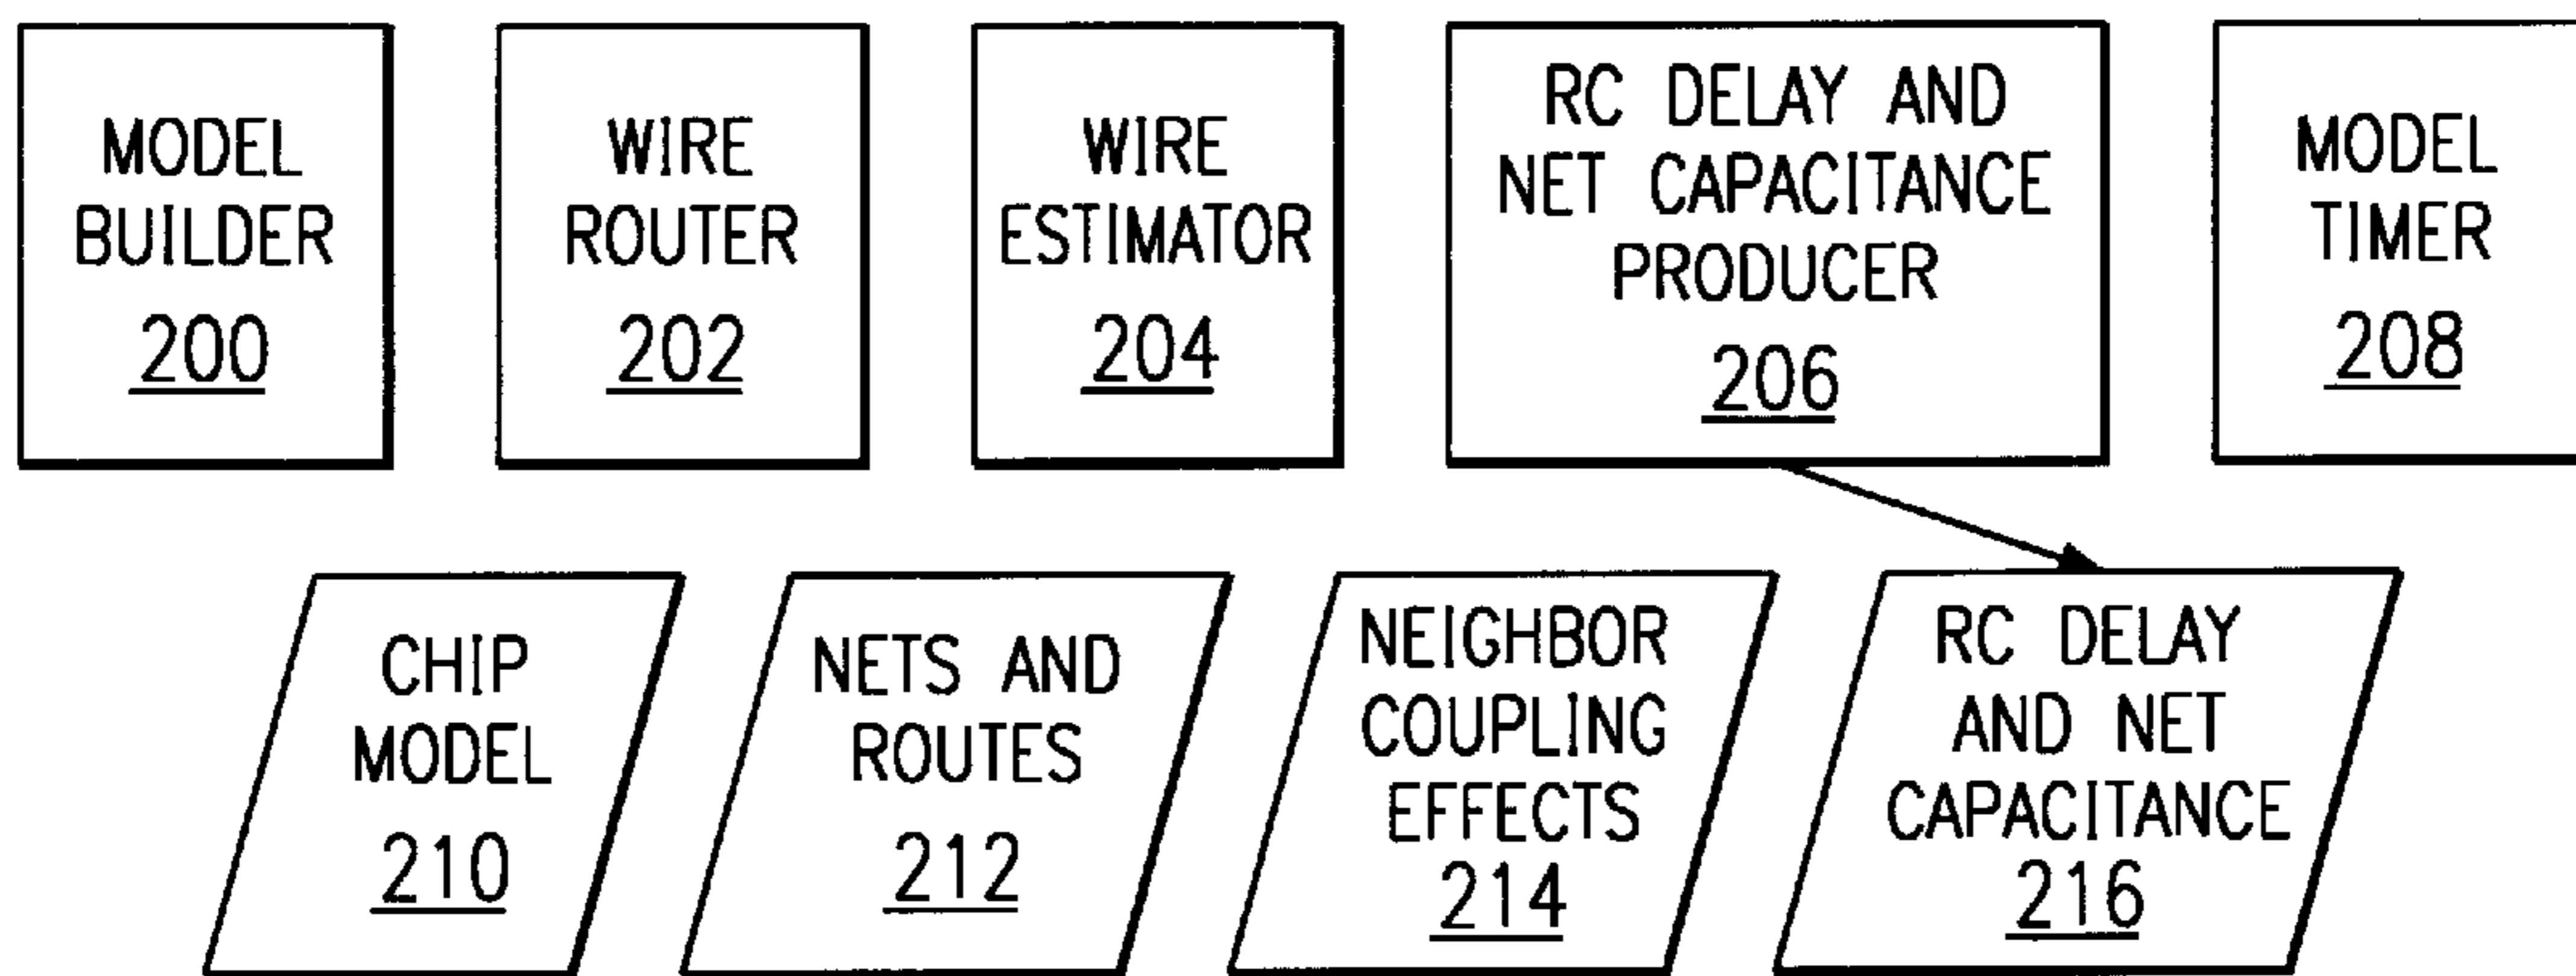 MODEL
BUILDER
200
WIRE
ROUTER
202
WIRE
ESTIMATOR
204
RC DELAY AND
NET CAPACITANCE
PRODUCER
206
MODEL
TIMER
208
CHIP
MODEL
210
NETS AND
ROUTES
212
NEIGHBOR
COUPLING
EFFECTS
214
RC DELAY
AND NET
CAPACITANCE
216